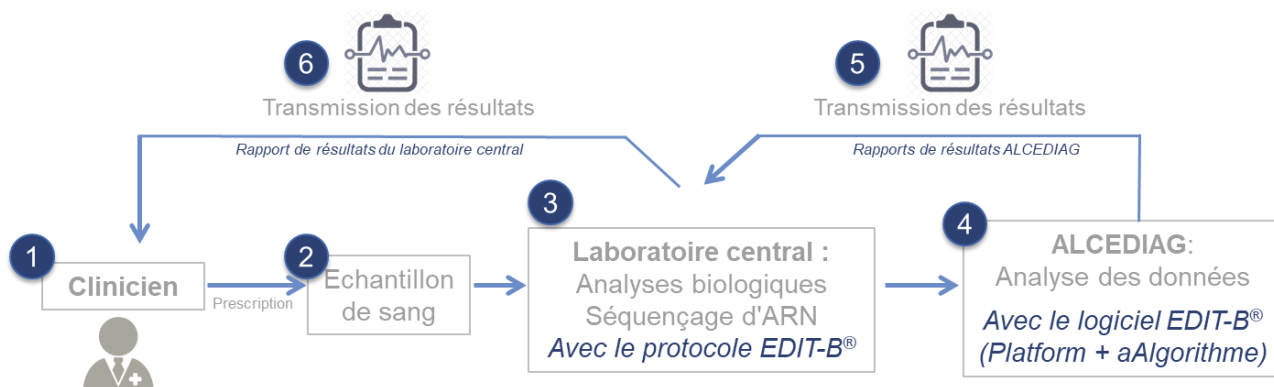 6
5
Transmission des résultats
Transmission des résultats
Rapport de résultats du laboratoire central
Rapports de résultats ALCEDIAG
1
Clinicien
Prescription
2
Echantillon
de sang
3
Laboratoire central :
Analyses biologiques
Séquençage d'ARN
Avec le protocole EDIT-B®
4
ALCEDIAG:
Analyse des données
Avec le logiciel EDIT-B®
(Platform + aAlgorithme)